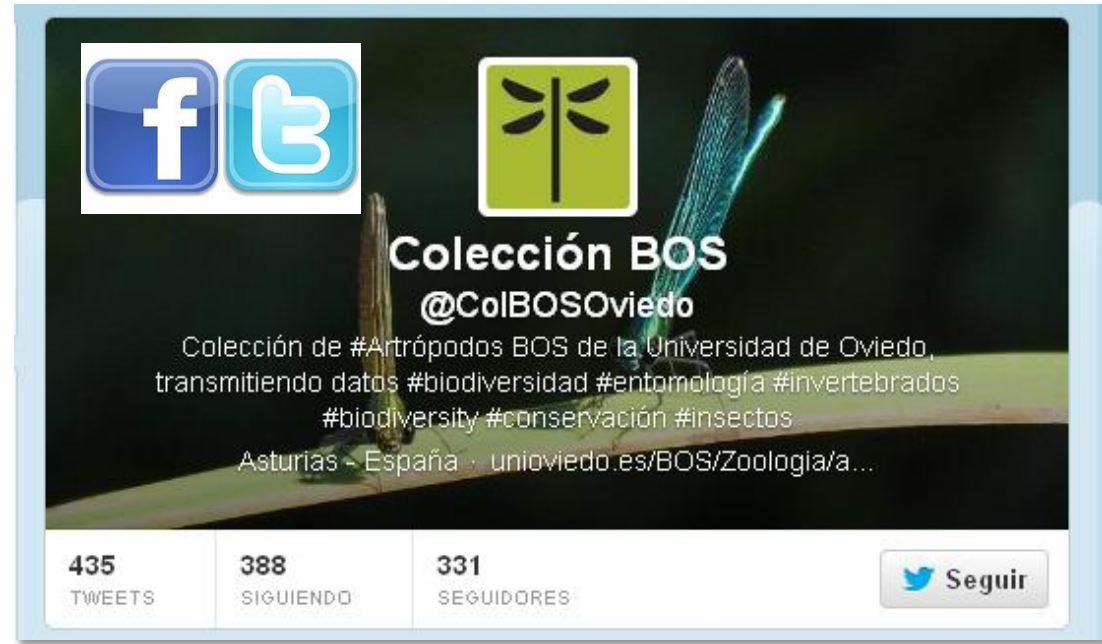 Colección BOS
@ColBOSOviedo
Colección de #Artrópodos BOS de la Universidad de Oviedo,
transmitiendo datos #biodiversidad #entomología #invertebrados
#biodiversity #conservación #insectos
Asturias - España · unioviedo.es/BOS/Zoologia/a...
435 388 331
TWEETS SIGUIENDO SEGUIDORES
Seguir